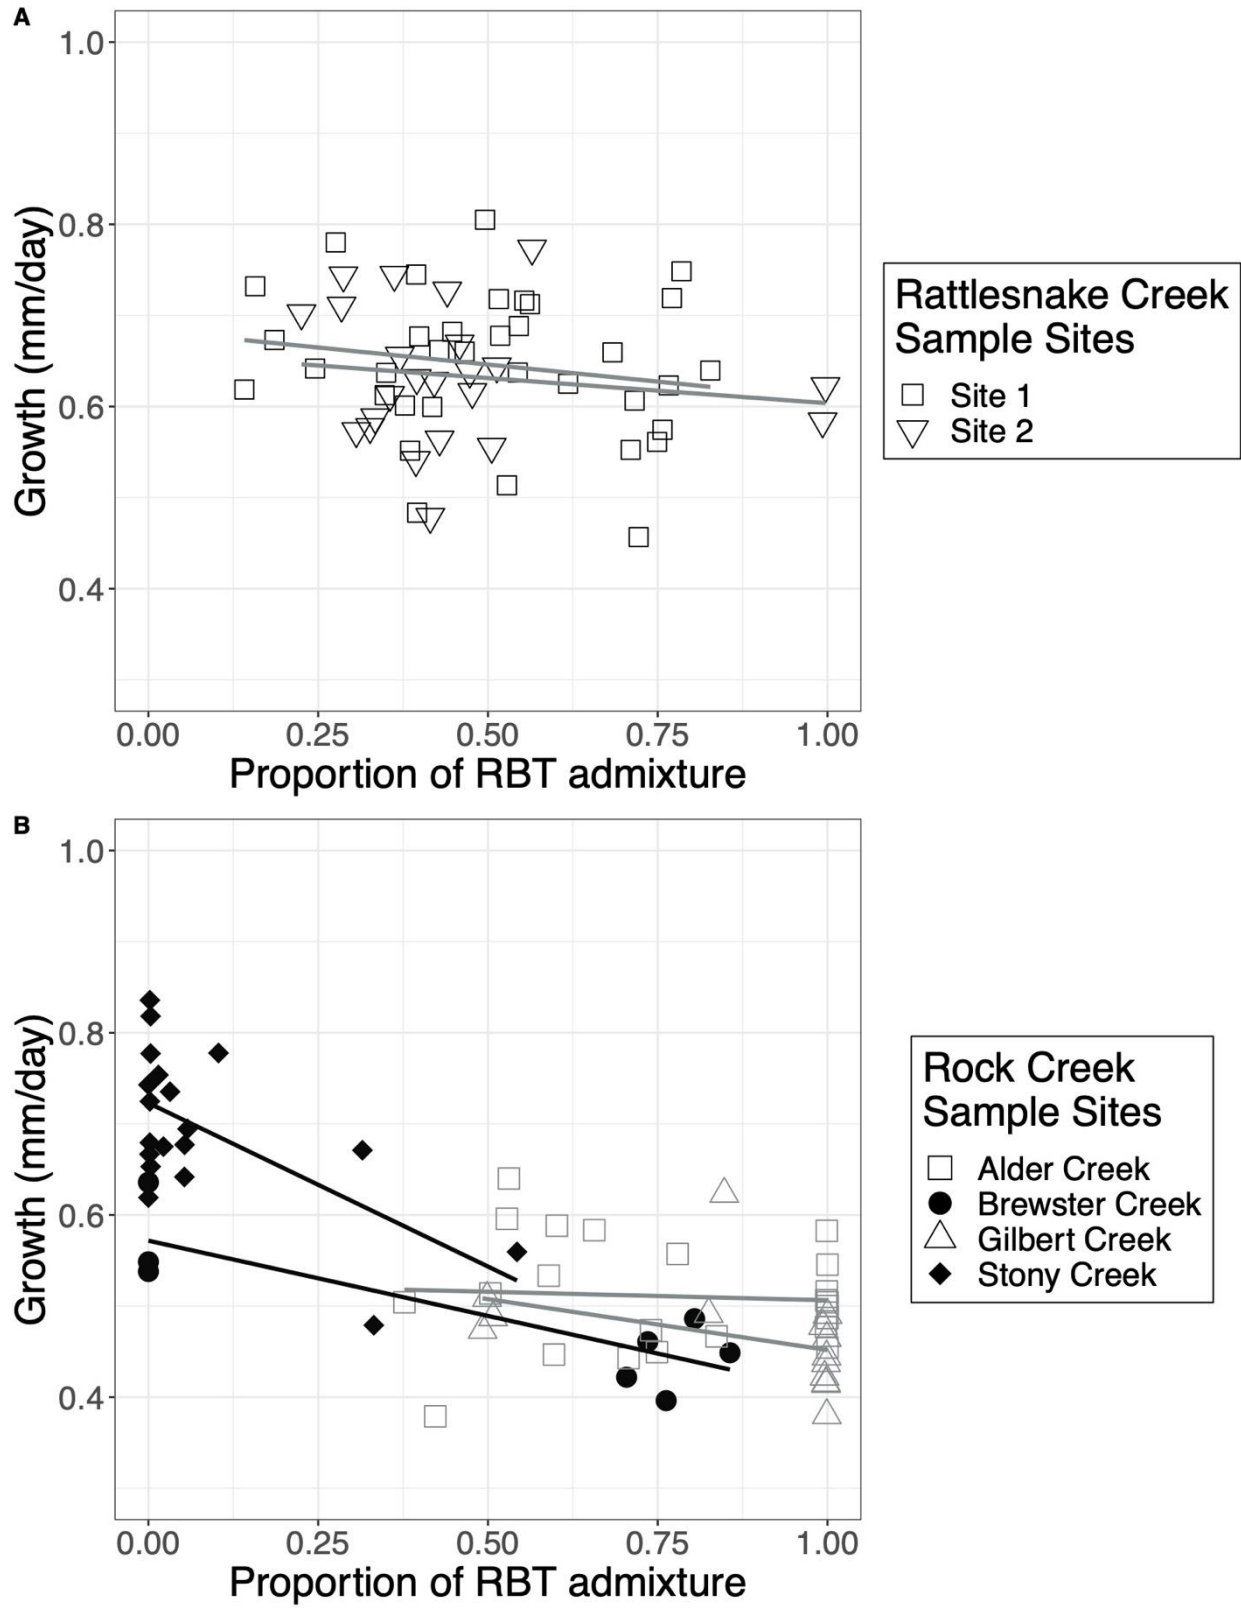 A
1.0
0.8
0.6
0.4
Growth (mm/day)
0.00 0.25 0.50 0.75 1.00
Proportion of RBT admixture
Rattlesnake Creek
Sample Sites
Site 1
Site 2
B
1.0
0.8
0.6
0.4
Growth (mm/day)
0.00 0.25 0.50 0.75 1.00
Proportion of RBT admixture
Rock Creek
Sample Sites
Alder Creek
Brewster Creek
Gilbert Creek
Stony Creek